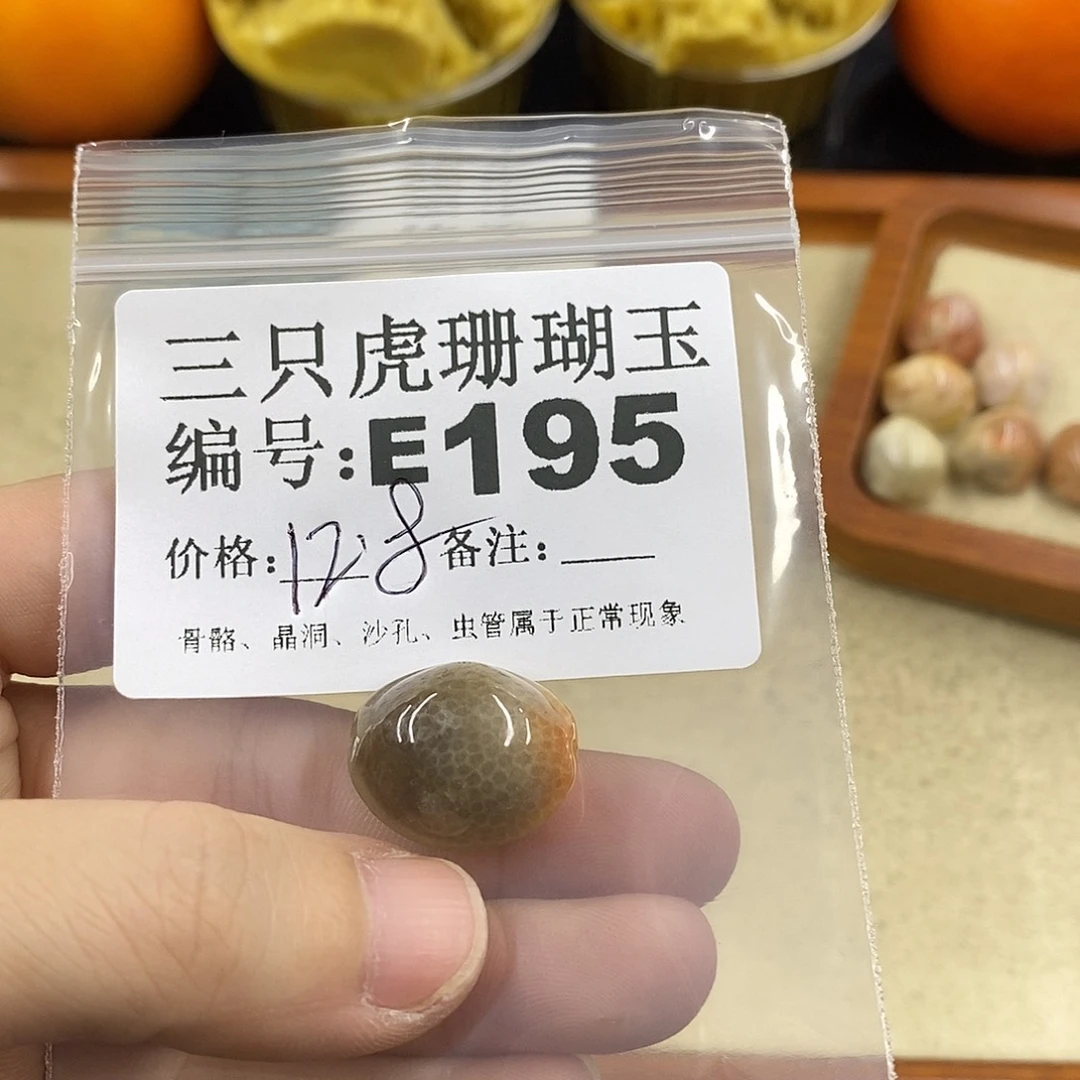 三只虎珊瑚玉
编号:E195
价格:128 备注:____
骨骼、晶洞、沙孔、虫管属于正常现象